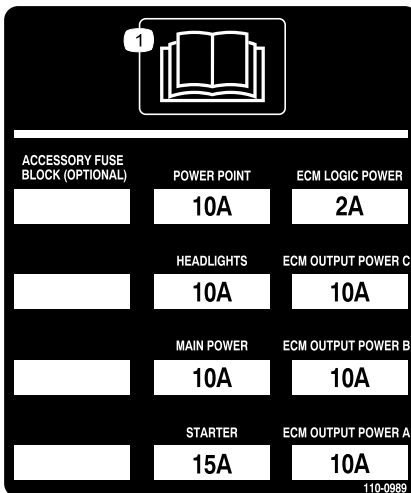 1
ACCESSORY FUSE
BLOCK (OPTIONAL)
POWER POINT
ECM LOGIC POWER
10A
2A
HEADLIGHTS
ECM OUTPUT POWER C
10A
10A
MAIN POWER
ECM OUTPUT POWER B
10A
10A
STARTER
ECM OUTPUT POWER A
15A
10A
110-0989